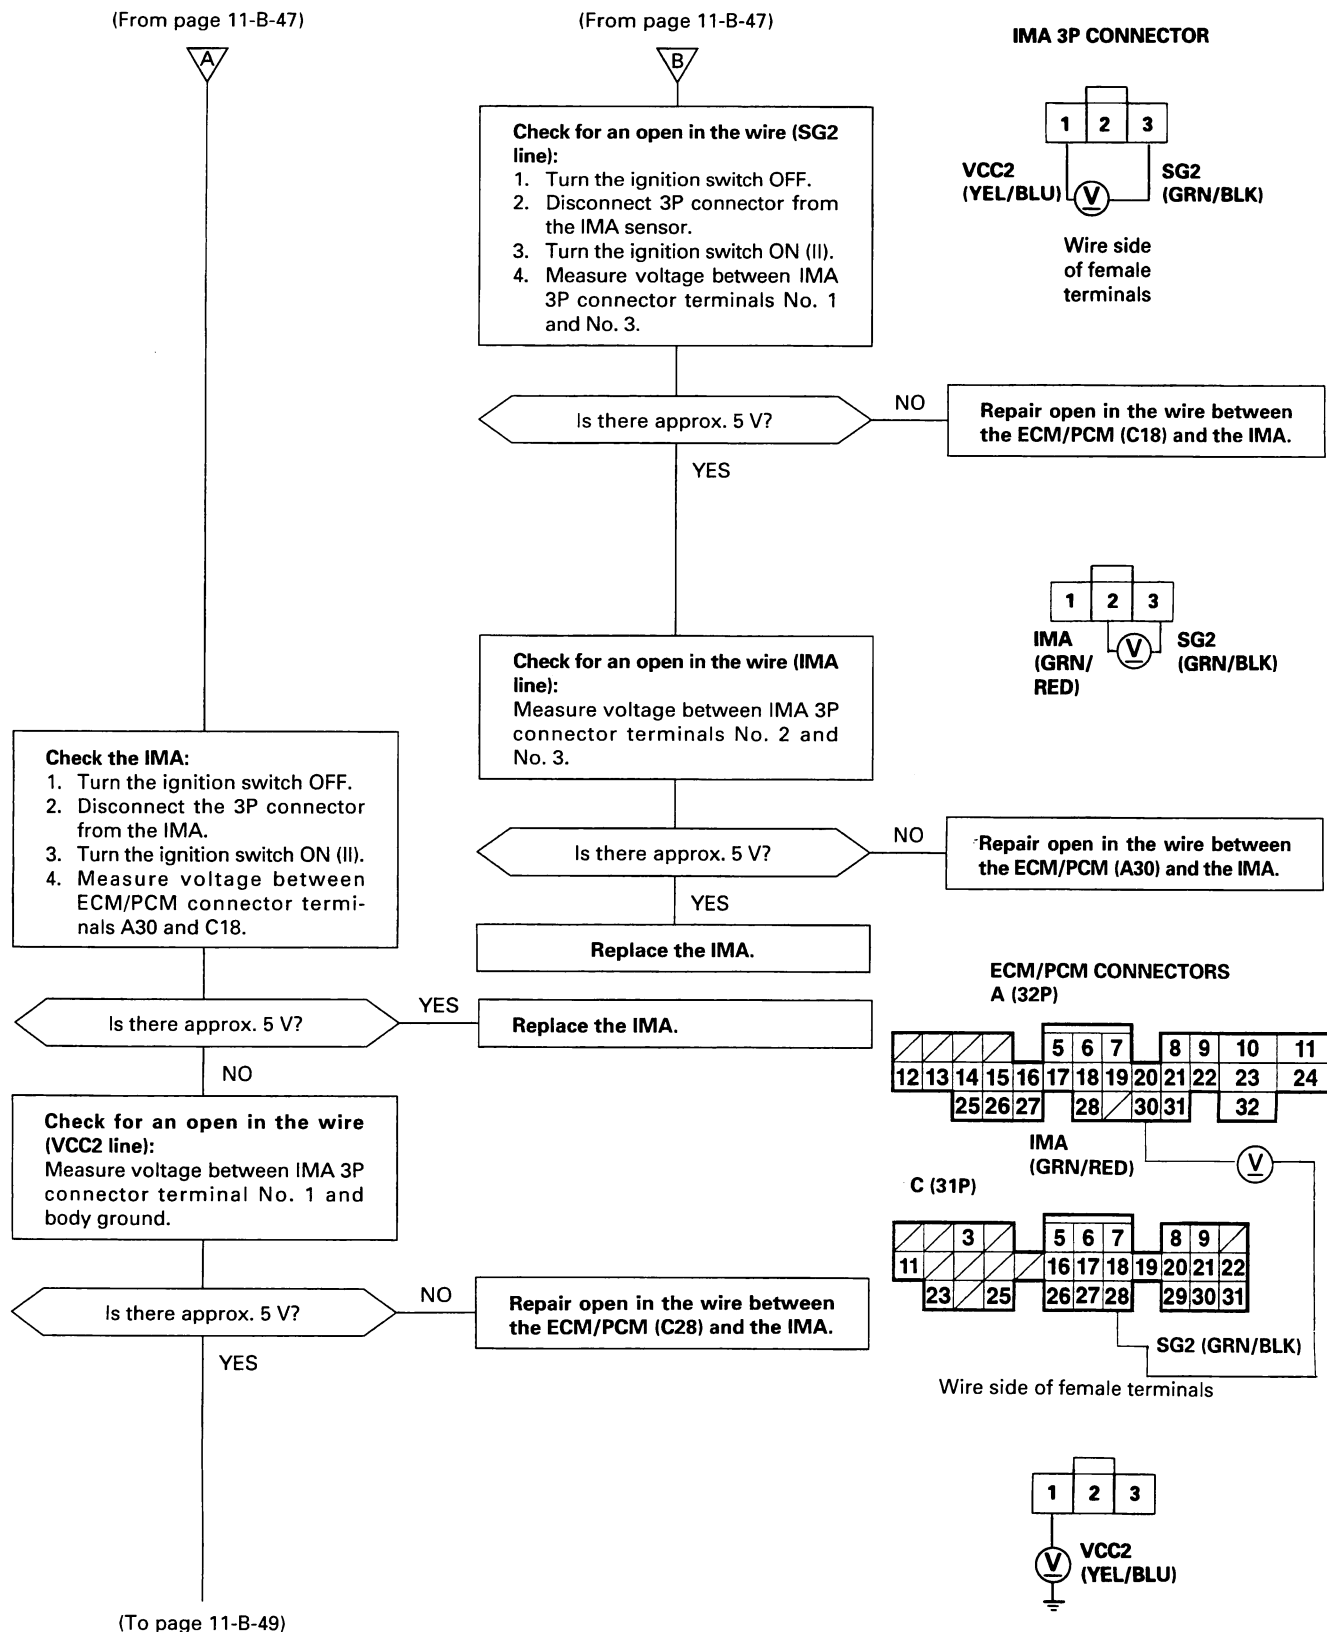 (From page 11-B-47)
A
(From page 11-B-47)
B
Check for an open in the wire (SG2
line):
1. Turn the ignition switch OFF.
2. Disconnect 3P connector from
the IMA sensor.
3. Turn the ignition switch ON (II).
4. Measure voltage between IMA
3P connector terminals No. 1
and No. 3.
Is there approx. 5 V?
NO
Repair open in the wire between
the ECM/PCM (C18) and the IMA.
YES
Check for an open in the wire (IMA
line):
Measure voltage between IMA 3P
connector terminals No. 2 and
No. 3.
Is there approx. 5 V?
NO
Repair open in the wire between
the ECM/PCM (A30) and the IMA.
YES
Replace the IMA.
Check the IMA:
1. Turn the ignition switch OFF.
2. Disconnect the 3P connector
from the IMA.
3. Turn the ignition switch ON (II).
4. Measure voltage between
ECM/PCM connector termi-
nals A30 and C18.
Is there approx. 5 V?
YES
Replace the IMA.
NO
Check for an open in the wire
(VCC2 line):
Measure voltage between IMA 3P
connector terminal No. 1 and
body ground.
Is there approx. 5 V?
NO
Repair open in the wire between
the ECM/PCM (C28) and the IMA.
YES
(To page 11-B-49)
IMA 3P CONNECTOR
1 2 3
VCC2
(YEL/BLU)
V
SG2
(GRN/BLK)
Wire side
of female
terminals
1 2 3
IMA
(GRN/
RED)
V
SG2
(GRN/BLK)
ECM/PCM CONNECTORS
A (32P)
5 6 7 8 9 10 11
12 13 14 15 16 17 18 19 20 21 22 23 24
25 26 27 28 30 31 32
IMA
(GRN/RED)
V
C (31P)
3 5 6 7 8 9
11 16 17 18 19 20 21 22
23 25 26 27 28 29 30 31
SG2 (GRN/BLK)
Wire side of female terminals
1 2 3
V
VCC2
(YEL/BLU)